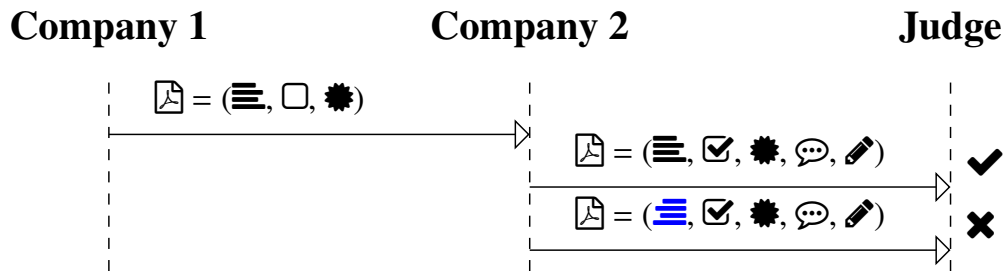 Company 1 Company 2 Judge
= (, , )
= (, , , , )
= (, , , , )